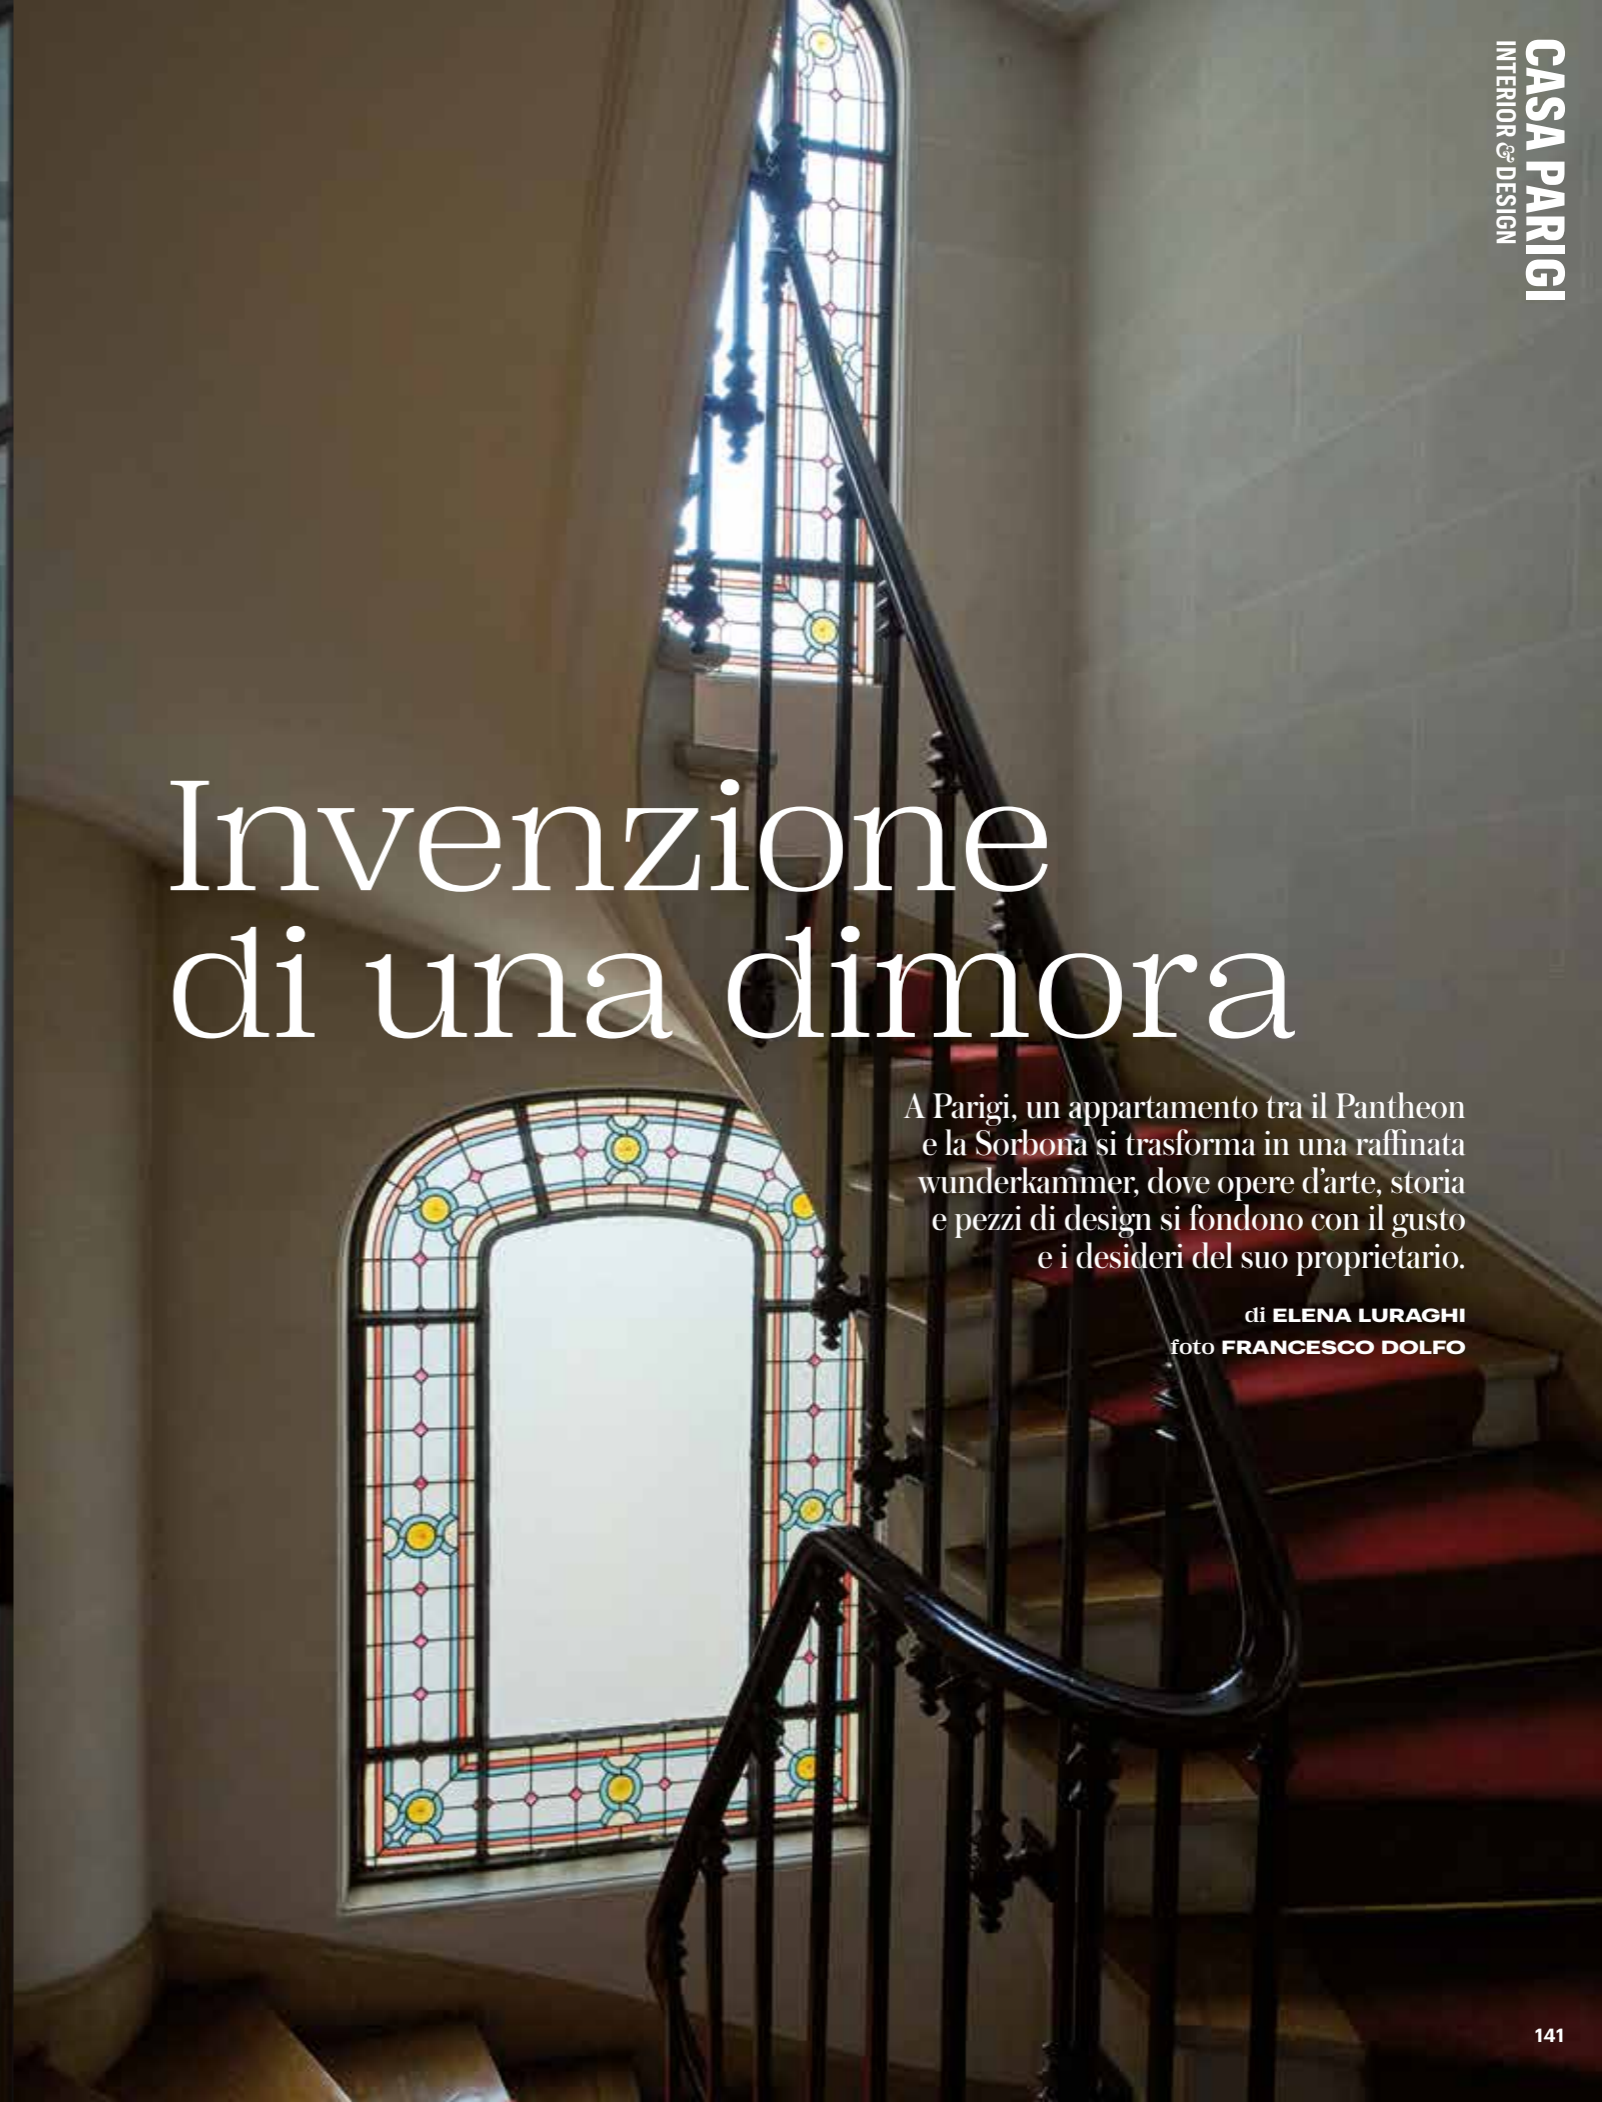 CASA PARIGI
INTERIOR & DESIGN
Invenzione
di una dimora
A Parigi, un appartamento tra il Pantheon
e la Sorbona si trasforma in una raffinata
wunderkammer, dove opere d'arte, storia
e pezzi di design si fondono con il gusto
e i desideri del suo proprietario.
di ELENA LURAGHI
foto FRANCESCO DOLFO
141